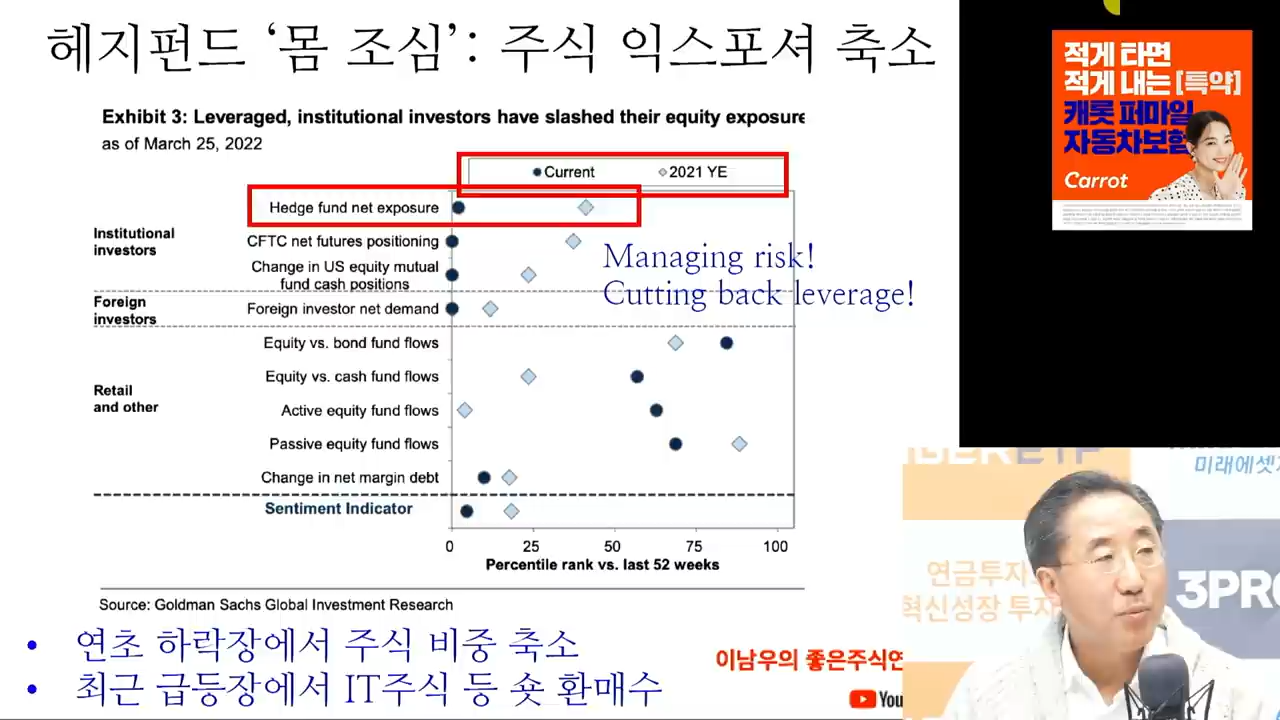 헤지펀드 ‘몸 조심’: 주식 익스포셔 축소
Exhibit 3: Leveraged, institutional investors have slashed their equity exposure
as of March 25, 2022
Current
2021 YE
Hedge fund net exposure
Institutional
investors
CFTC net futures positioning
Change in US equity mutual
fund cash positions
Foreign
investors
Foreign investor net demand
Equity vs. bond fund flows
Equity vs. cash fund flows
Retail
and other
Active equity fund flows
Passive equity fund flows
Change in net margin debt
Sentiment Indicator
Managing risk!
Cutting back leverage!
0 25 50 75 100
Percentile rank vs. last 52 weeks
Source: Goldman Sachs Global Investment Research
• 연초 하락장에서 주식 비중 축소
• 최근 급등장에서 IT주식 등 숏 환매수
이남우의 좋은주식연
You
적게 타면
적게 내는 [특약]
캐롯 퍼마일
자동차보험
Carrot
미래에셋
연금투자
혁신성장 투자
3PRO